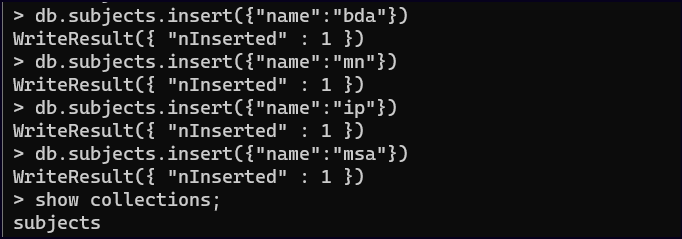 > db.subjects.insert({"name":"bda"})
WriteResult({ "nInserted" : 1 })
> db.subjects.insert({"name":"mn"})
WriteResult({ "nInserted" : 1 })
> db.subjects.insert({"name":"ip"})
WriteResult({ "nInserted" : 1 })
> db.subjects.insert({"name":"msa"})
WriteResult({ "nInserted" : 1 })
> show collections;
subjects